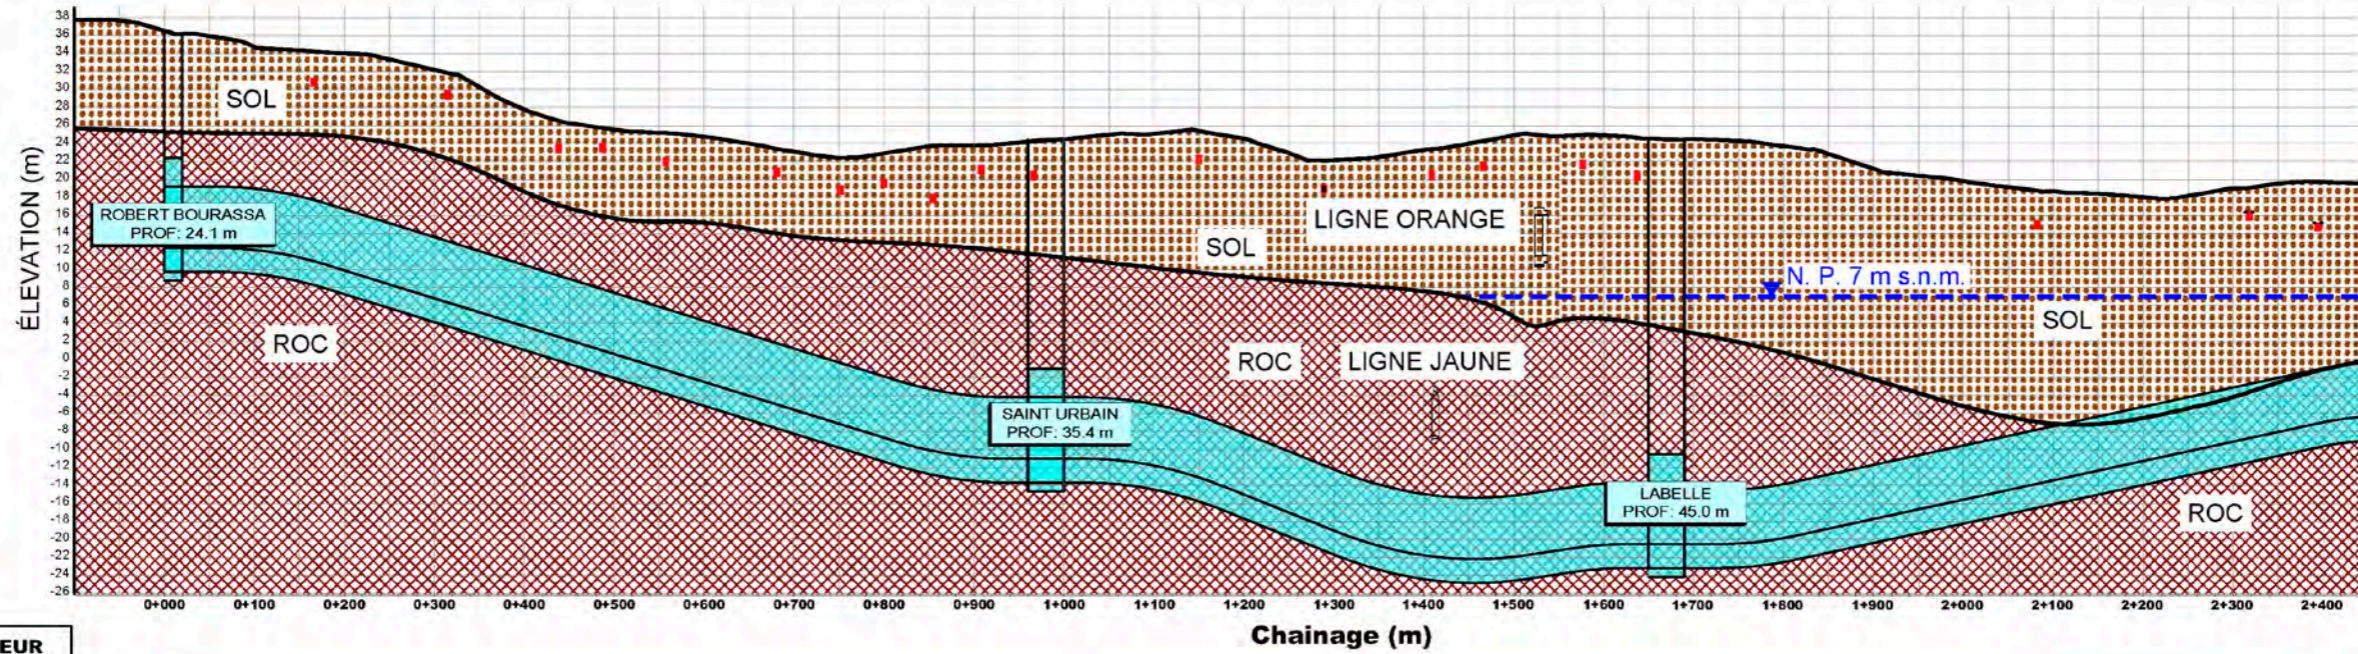 38
36
34
32
30
28
26
24
22
20
18
16
14
12
10
8
6
4
2
0
-2
-4
-6
-8
-10
-12
-14
-16
-18
-20
-22
-24
-26
ÉLEVATION (m)
SOL
ROBERT BOURASSA
PROF: 24.1 m
ROC
SAINT URBAIN
PROF: 35.4 m
SOL
LIGNE ORANGE
ROC
LIGNE JAUNE
LABELLE
PROF: 45.0 m
N. P. 7 m s.n.m.
SOL
ROC
0+000 0+100 0+200 0+300 0+400 0+500 0+600 0+700 0+800 0+900 1+000 1+100 1+200 1+300 1+400 1+500 1+600 1+700 1+800 1+900 2+000 2+100 2+200 2+300 2+400
Chainage (m)
EUR